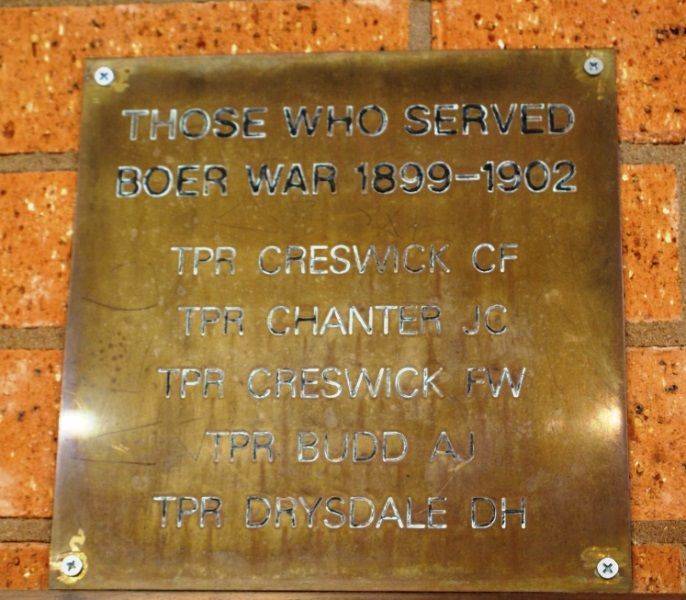 THOSE WHO SERVED
BOER WAR 1899-1902
TPR CRESWICK CF
TPR CHANTER JC
TPR CRESWICK FW
TPR BUDD AJ
TPR DRYSDALE DH